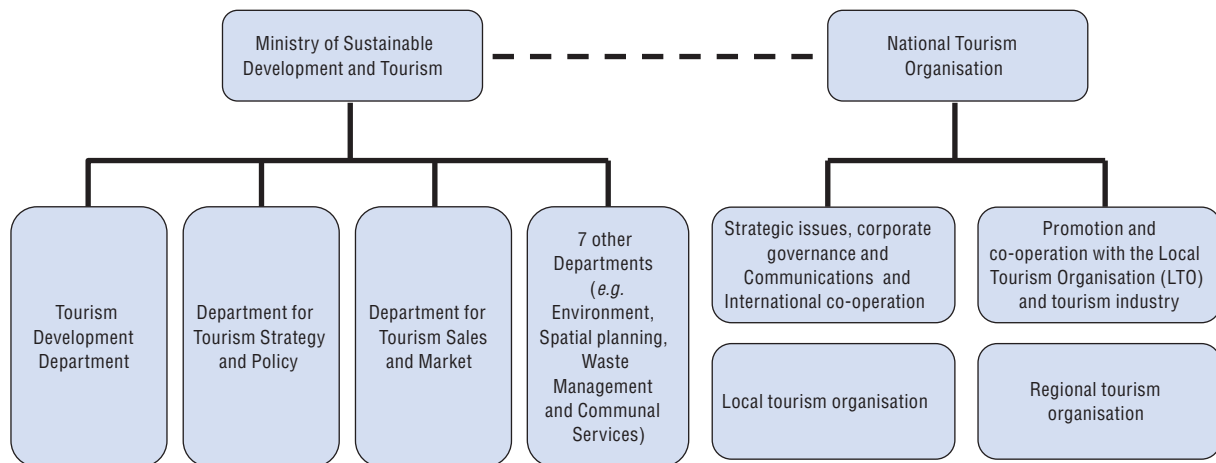 Ministry of Sustainable
Development and Tourism
National Tourism
Organisation
Tourism
Development
Department
Department for
Tourism Strategy
and Policy
Department for
Tourism Sales
and Market
7 other
Departments
(e.g.
Environment,
Spatial planning,
Waste
Management
and Communal
Services)
Strategic issues, corporate
governance and
Communications and
International co-operation
Promotion and
co-operation with the Local
Tourism Organisation (LTO)
and tourism industry
Local tourism organisation
Regional tourism
organisation